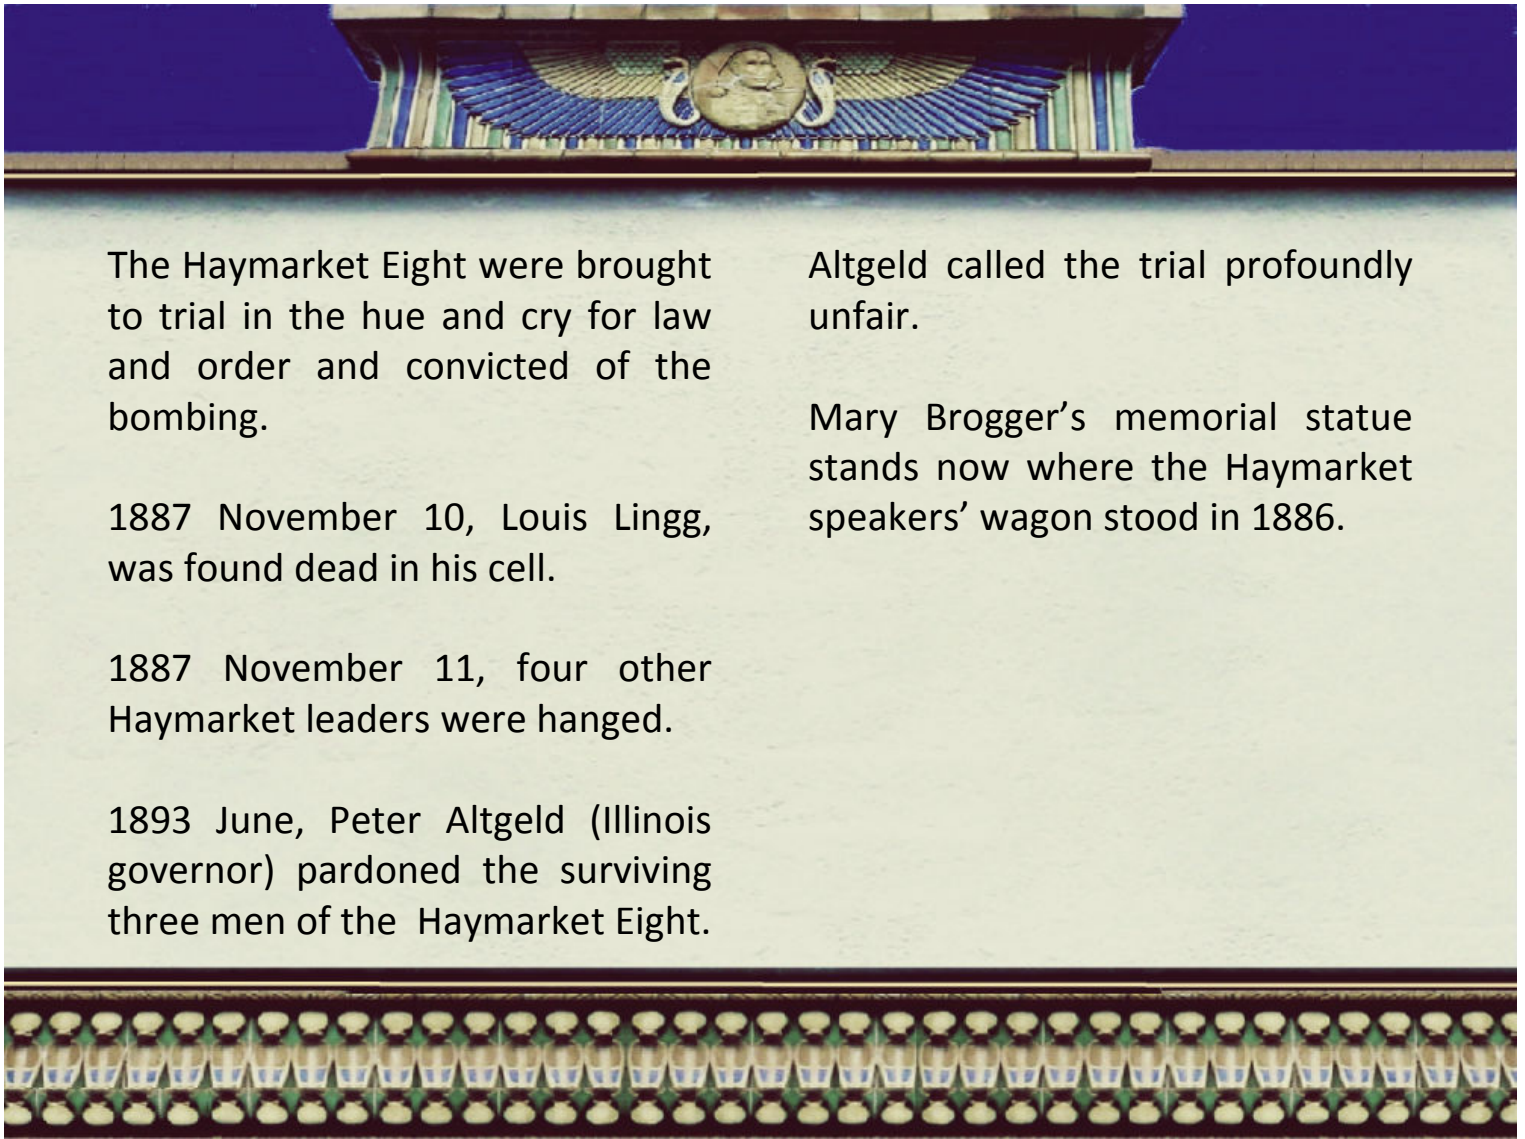 The Haymarket Eight were brought
to trial in the hue and cry for law
and order and convicted of the
bombing.
1887 November 10, Louis Lingg,
was found dead in his cell.
1887 November 11, four other
Haymarket leaders were hanged.
1893 June, Peter Altgeld (Illinois
governor) pardoned the surviving
three men of the Haymarket Eight.
Altgeld called the trial profoundly
unfair.
Mary Brogger’s memorial statue
stands now where the Haymarket
speakers’ wagon stood in 1886.